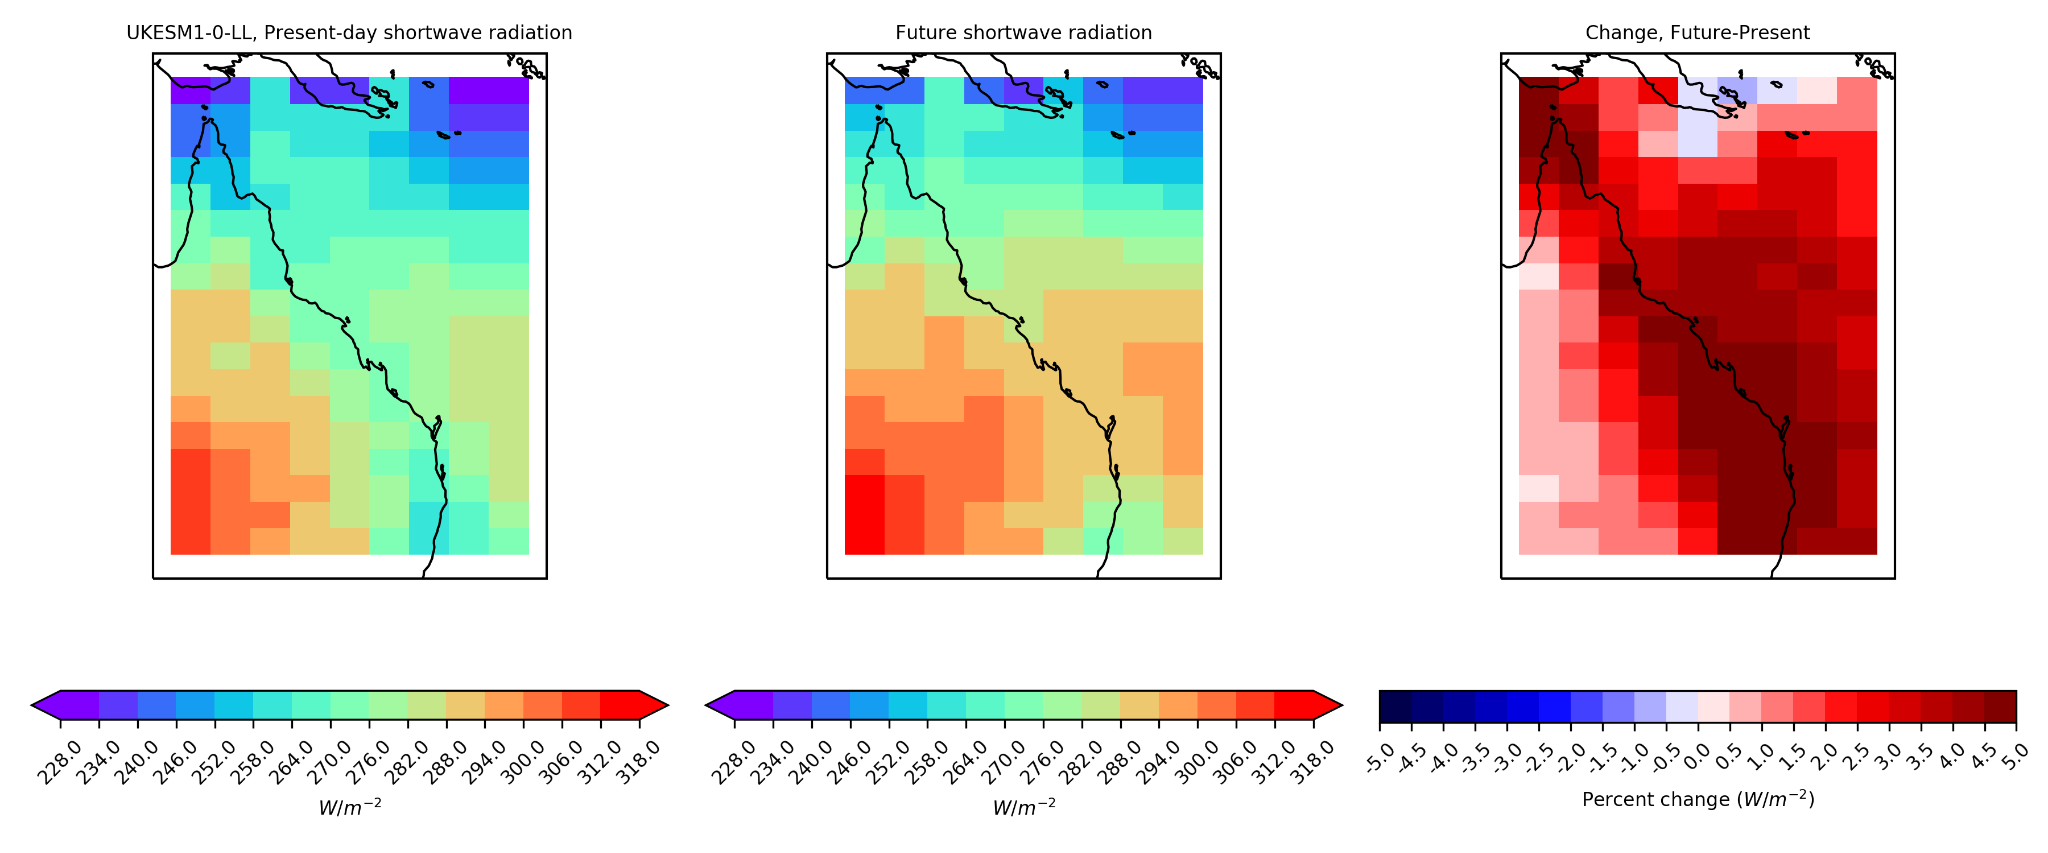 UKESM1-0-LL, Present-day shortwave radiation
Future shortwave radiation
Change, Future-Present
228.0 234.0 240.0 246.0 252.0 258.0 264.0 270.0 276.0 282.0 288.0 294.0 300.0 306.0 312.0 318.0
W/m⁻²
228.0 234.0 240.0 246.0 252.0 258.0 264.0 270.0 276.0 282.0 288.0 294.0 300.0 306.0 312.0 318.0
W/m⁻²
-5.0 -4.5 -4.0 -3.5 -3.0 -2.5 -2.0 -1.5 -1.0 -0.5 0.0 0.5 1.0 1.5 2.0 2.5 3.0 3.5 4.0 4.5 5.0
Percent change (W/m⁻²)